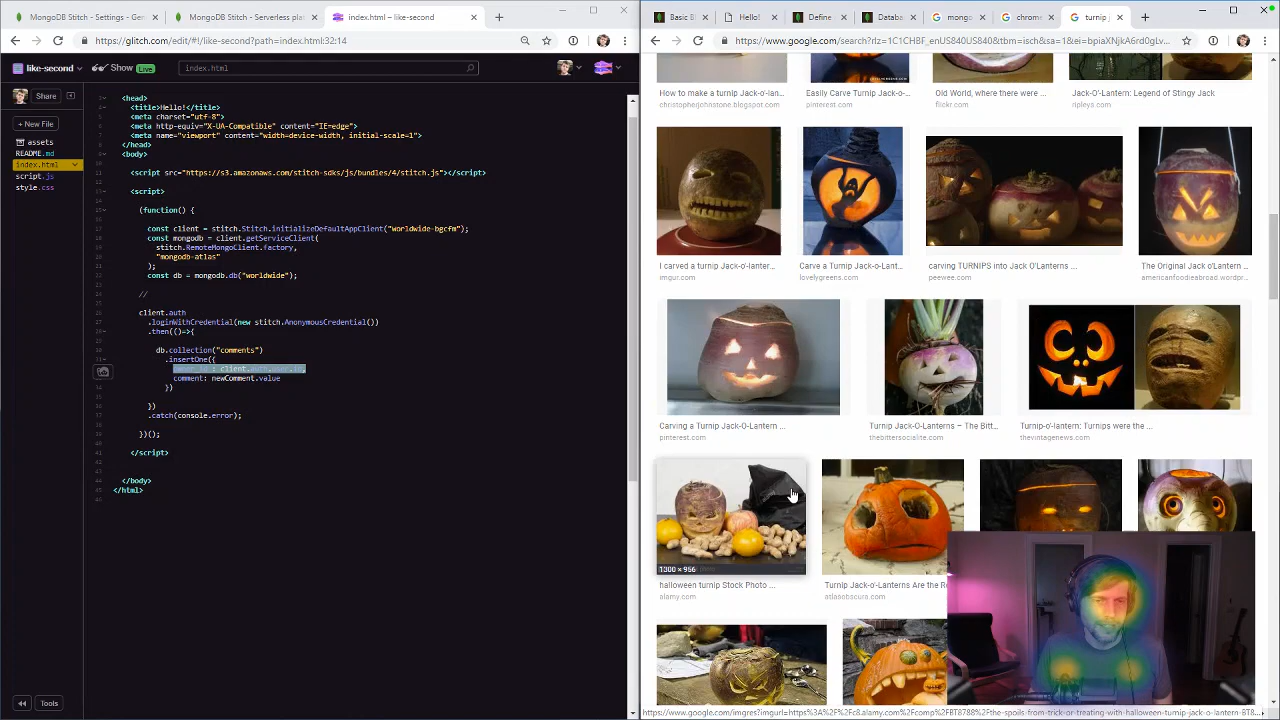 MongoDB Stitch - Settings - Ger
MongoDB Stitch - Serverless pla
index.html – like-second
https://glitch.com/edit/#!/like-second?path=index.html:32:14
like-second
Show
Live
index.html
Share
New File
assets
README.md
index.html
script.js
style.css
<head>
<title>Hello!</title>
<meta charset="utf-8">
<meta http-equiv="X-UA-Compatible" content="IE=edge">
<meta name="viewport" content="width=device-width, initial-scale=1">
</head>
<body>
<script src="https://s3.amazonaws.com/stitch-sdks/js/bundles/4/stitch.js"></script>
<script>
(function() {
const client = stitch.Stitch.initializeDefaultAppClient("worldwide-bgcfm");
const mongodb = client.getServiceClient(
stitch.RemoteMongoClient.factory,
"mongodb-atlas"
);
const db = mongodb.db("worldwide");
//
client.auth
.loginWithCredential(new stitch.AnonymousCredential())
.then(()=>{
db.collection("comments")
.insertOne({
owner_id : client.auth.user.id,
comment: newComment.value
})
})
.catch(console.error);
})();
</script>
</body>
</html>
Tools
Basic Bl
Hello!
Define
Databa
mongo
chrome
turnip j
https://www.google.com/search?rlz=1C1CHBF_enUS840US840&tbm=isch&sa=1&ei=bpiaXNjkA6rd0gLv...
How to make a turnip jack-o'-lan...
christopherjohnstone.blogspot.com
Easily Carve Turnip Jack-o-...
pinterest.com
Old World, where there were ...
flickr.com
Jack-O'-Lantern: Legend of Stingy Jack
ripleys.com
I carved a turnip Jack-o'-lanter...
imgur.com
Carve a Turnip Jack-o-Lant...
lovelygreens.com
carving TURNIPS into Jack O'Lanterns ...
peewee.com
The Original Jack o'Lantern ...
americanfoodieabroad.wordpr...
Carving a Turnip Jack-O-Lantern ...
pinterest.com
Turnip Jack-O-Lanterns – The Bitt...
thebittersocialite.com
Turnip-o'-lantern: Turnips were the ...
thevintagenews.com
1300 × 956
halloween turnip Stock Photo ...
alamy.com
Turnip Jack-o'-Lanterns Are the Ro
atlasobscura.com